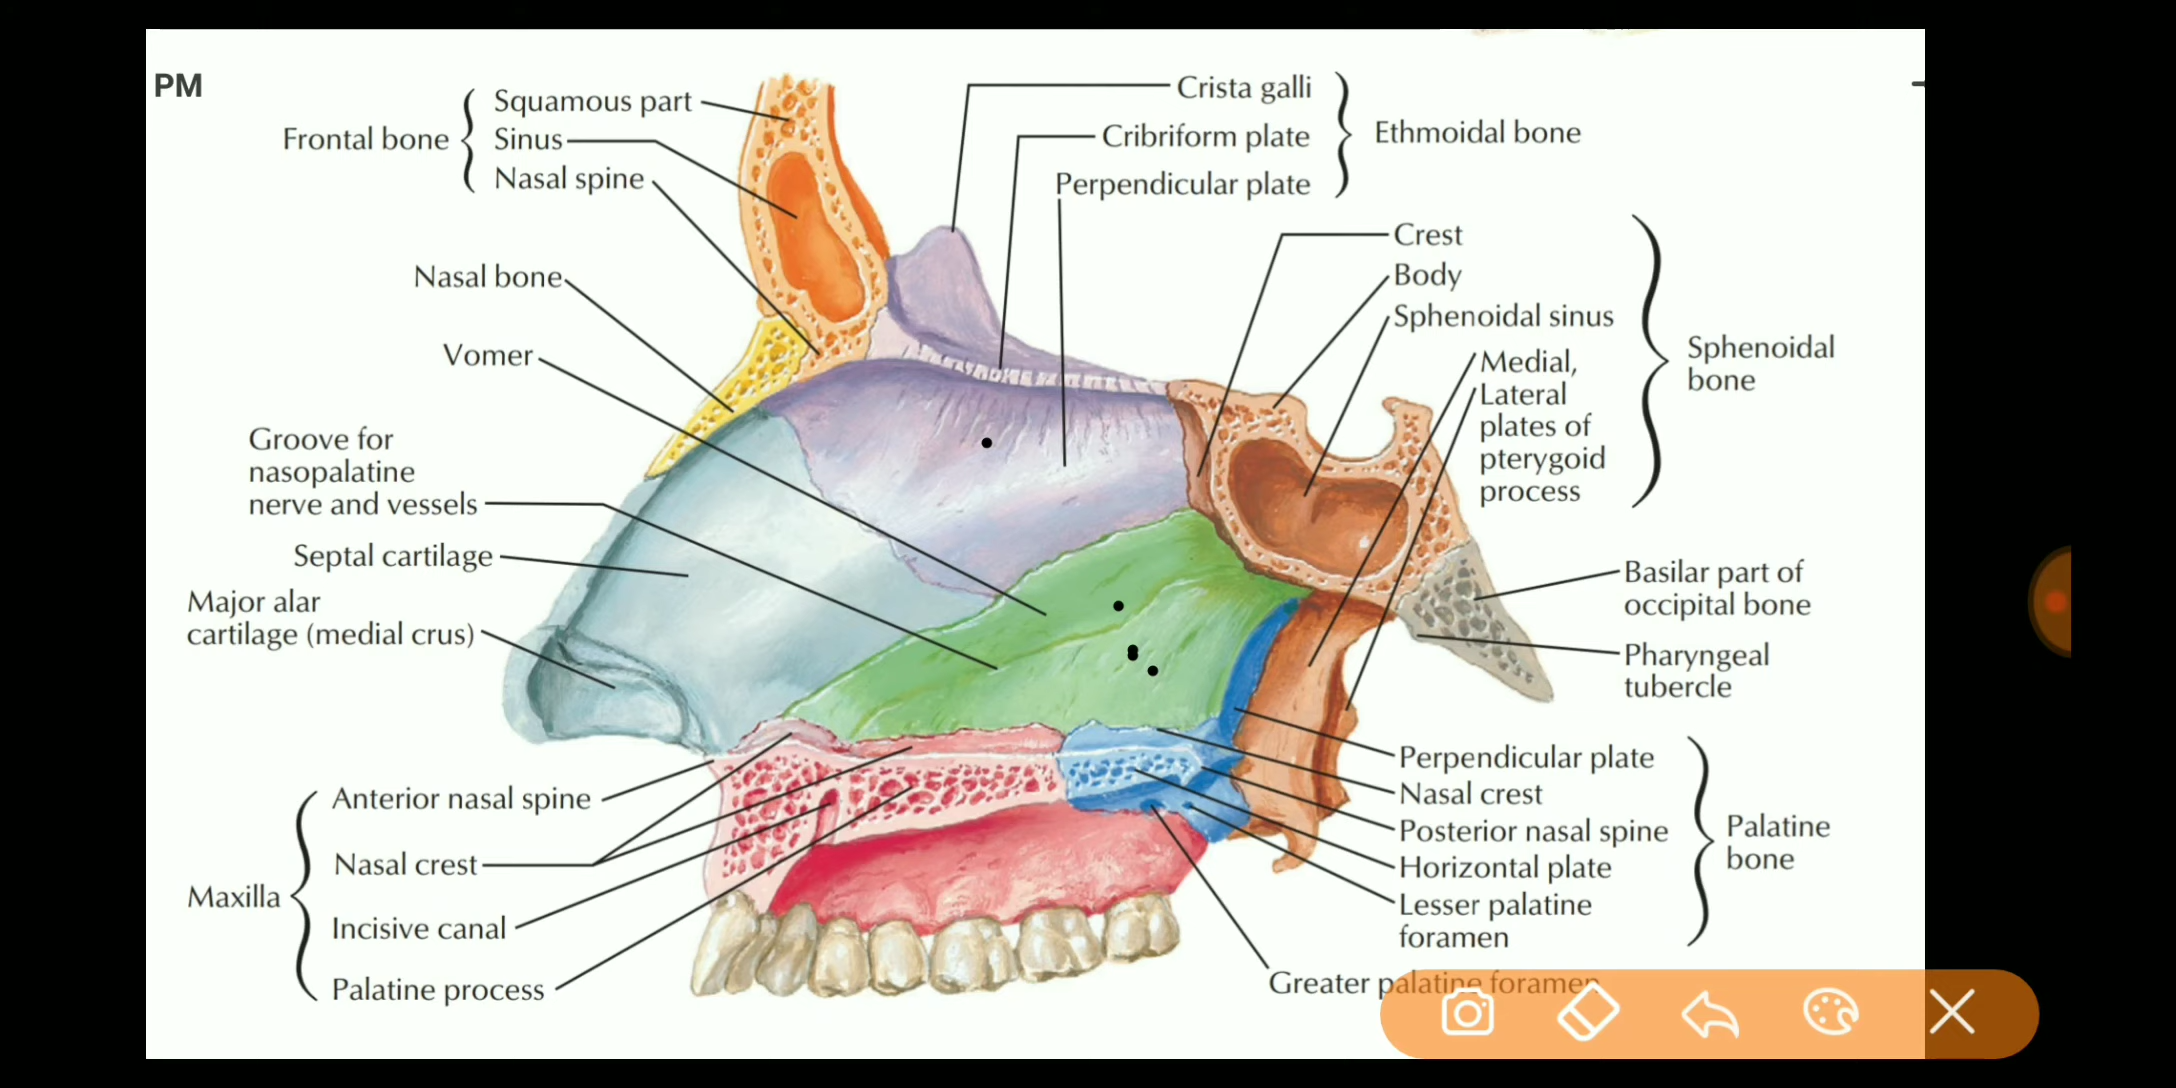 PM
Frontal bone
Squamous part
Sinus
Nasal spine
Crista galli
Cribriform plate
Perpendicular plate
Ethmoidal bone
Nasal bone
Vomer
Groove for
nasopalatine
nerve and vessels
Septal cartilage
Major alar
cartilage (medial crus)
Crest
Body
Sphenoidal sinus
Medial,
Lateral
plates of
pterygoid
process
Sphenoidal
bone
Basilar part of
occipital bone
Pharyngeal
tubercle
Maxilla
Anterior nasal spine
Nasal crest
Incisive canal
Palatine process
Perpendicular plate
Nasal crest
Posterior nasal spine
Horizontal plate
Lesser palatine
foramen
Palatine
bone
Greater palatine foramen